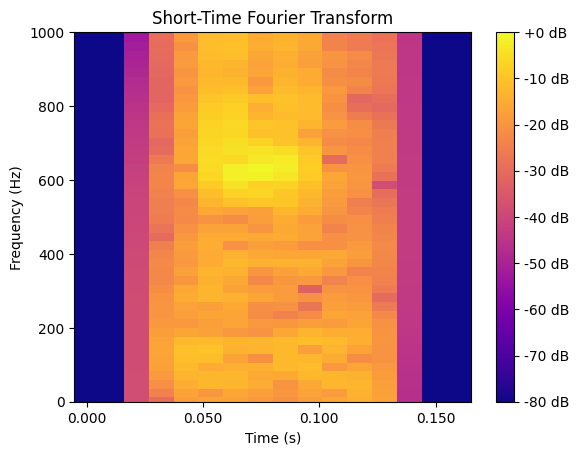 Short-Time Fourier Transform
1000
800
600
400
200
0
Frequency (Hz)
0.000
0.050
0.100
0.150
Time (s)
+0 dB
-10 dB
-20 dB
-30 dB
-40 dB
-50 dB
-60 dB
-70 dB
-80 dB